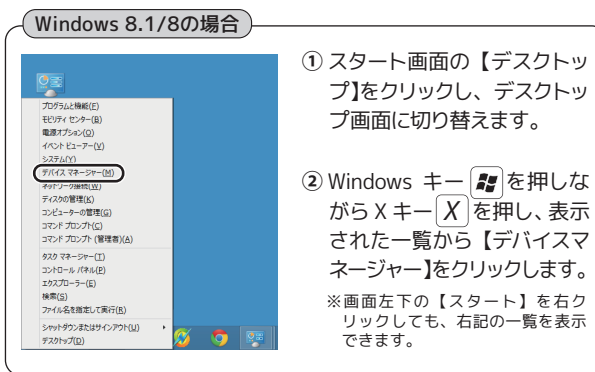 Windows 8.1/8の場合
プログラムと機能(F)
モビリティ センター(B)
電源オプション(O)
イベント ビューアー(V)
システム(Y)
デバイス マネージャー(M)
ネットワーク接続(W)
ディスクの管理(K)
コンピューターの管理(G)
コマンド プロンプト(C)
コマンド プロンプト (管理者)(A)
タスク マネージャー(T)
コントロール パネル(P)
エクスプローラー(E)
検索(S)
ファイル名を指定して実行(R)
シャットダウンまたはサインアウト(U)
デスクトップ(D)
① スタート画面の【デスクトッ
プ】をクリックし、デスクトッ
プ画面に切り替えます。
② Windows キー を押しな
がら X キー X を押し、表示
された一覧から【デバイスマ
ネージャー】をクリックします。
※画面左下の【スタート】を右ク
リックしても、右記の一覧を表示
できます。